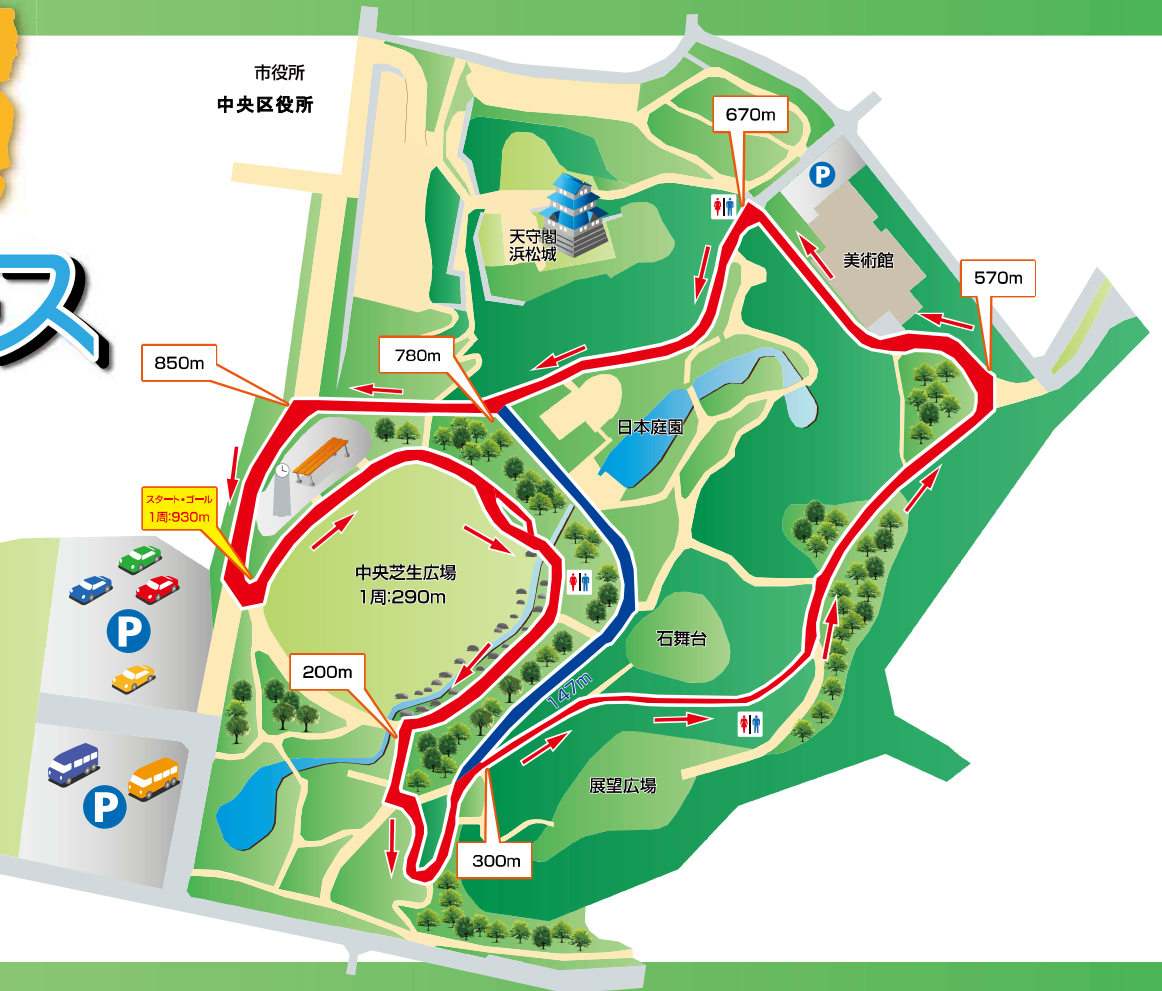 市役所
中央区役所
670m
P
天守閣
浜松城
美術館
570m
780m
850m
ス
日本庭園
スタート・ゴール
1周:930m
中央芝生広場
1周:290m
P
石舞台
200m
147m
展望広場
P
300m